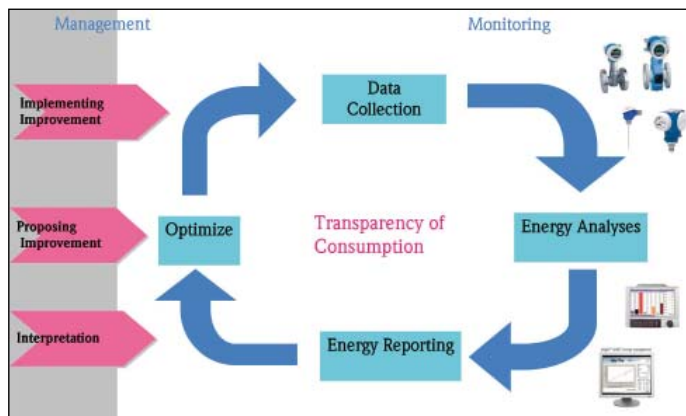 Management
Monitoring
Implementing
Improvement
Data
Collection
Proposing
Improvement
Optimize
Transparency of
Consumption
Energy Analyses
Interpretation
Energy Reporting